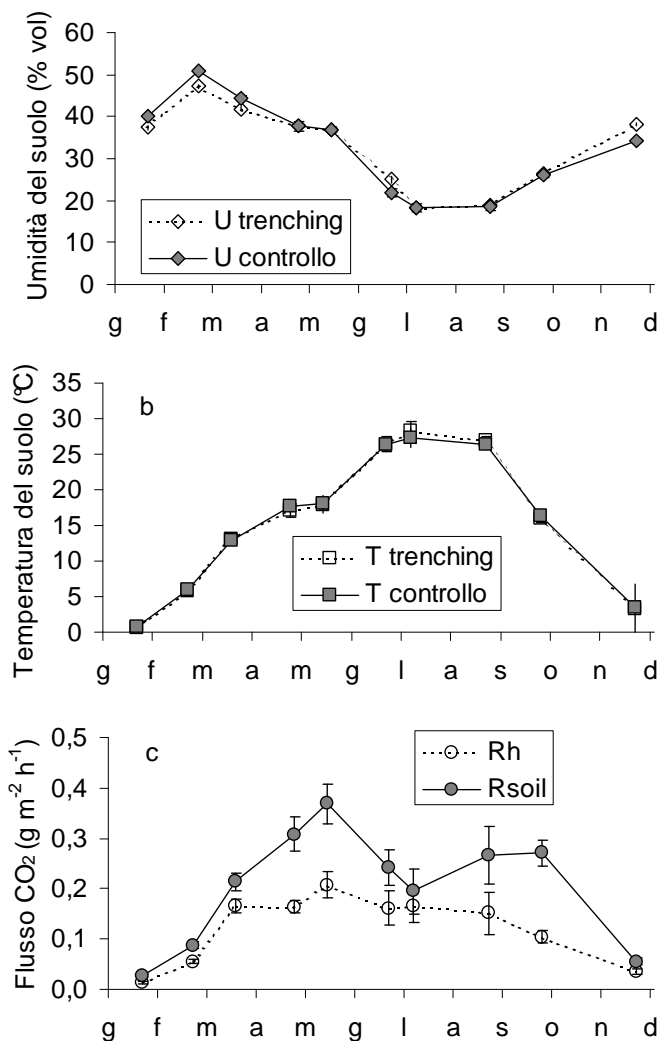 Umidità del suolo (% vol)
60
50
40
30
20
10
0
U trenching
U controllo
g f m a m g l a s o n d
Temperatura del suolo (°C)
b
35
30
25
20
15
10
5
0
T trenching
T controllo
g f m a m g l a s o n d
Flusso CO₂ (g m⁻² h⁻¹)
c
0,5
0,4
0,3
0,2
0,1
0,0
Rh
Rsoil
g f m a m g l a s o n d